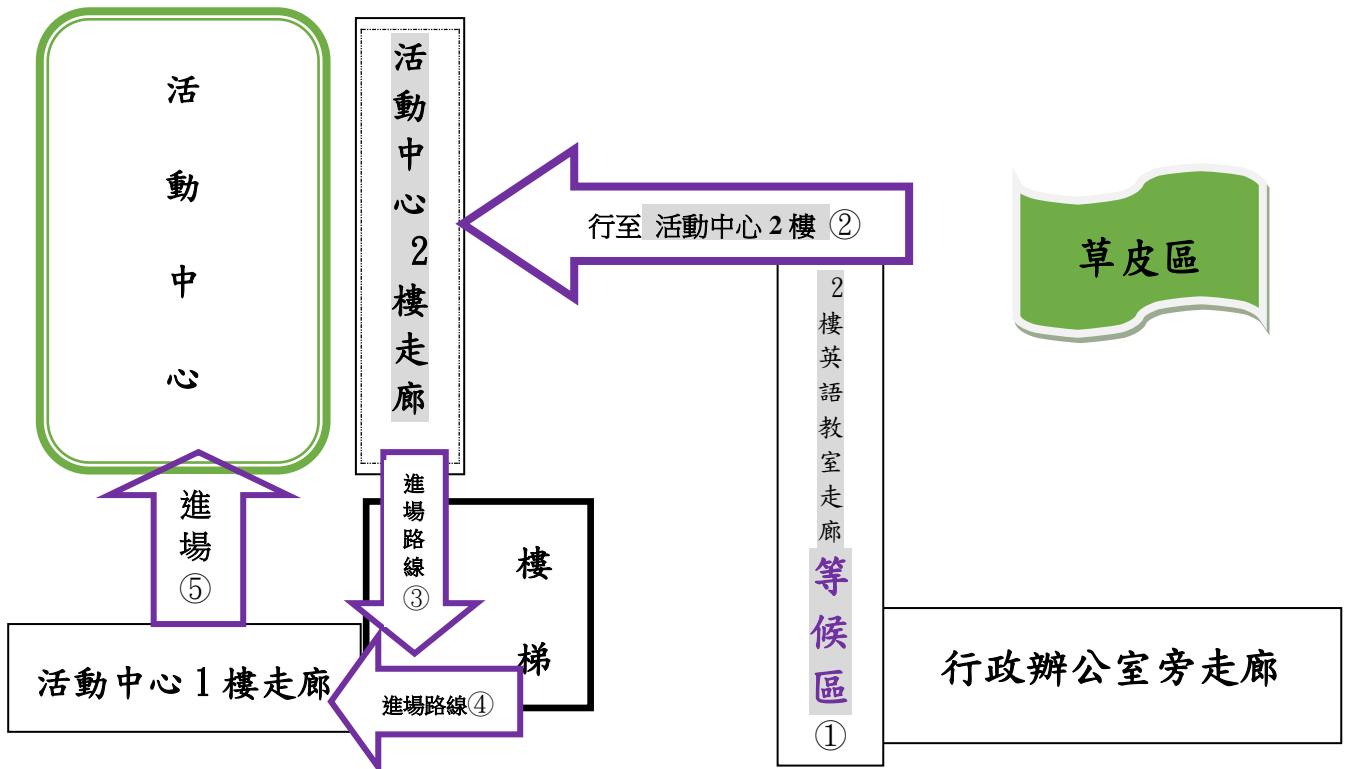 活動中心
活動中心2樓走廊
行至 活動中心2樓 ②
草皮區
2樓英語教室走廊等候區①
進場⑤
進場路線③
樓梯
進場路線④
活動中心1樓走廊
行政辦公室旁走廊